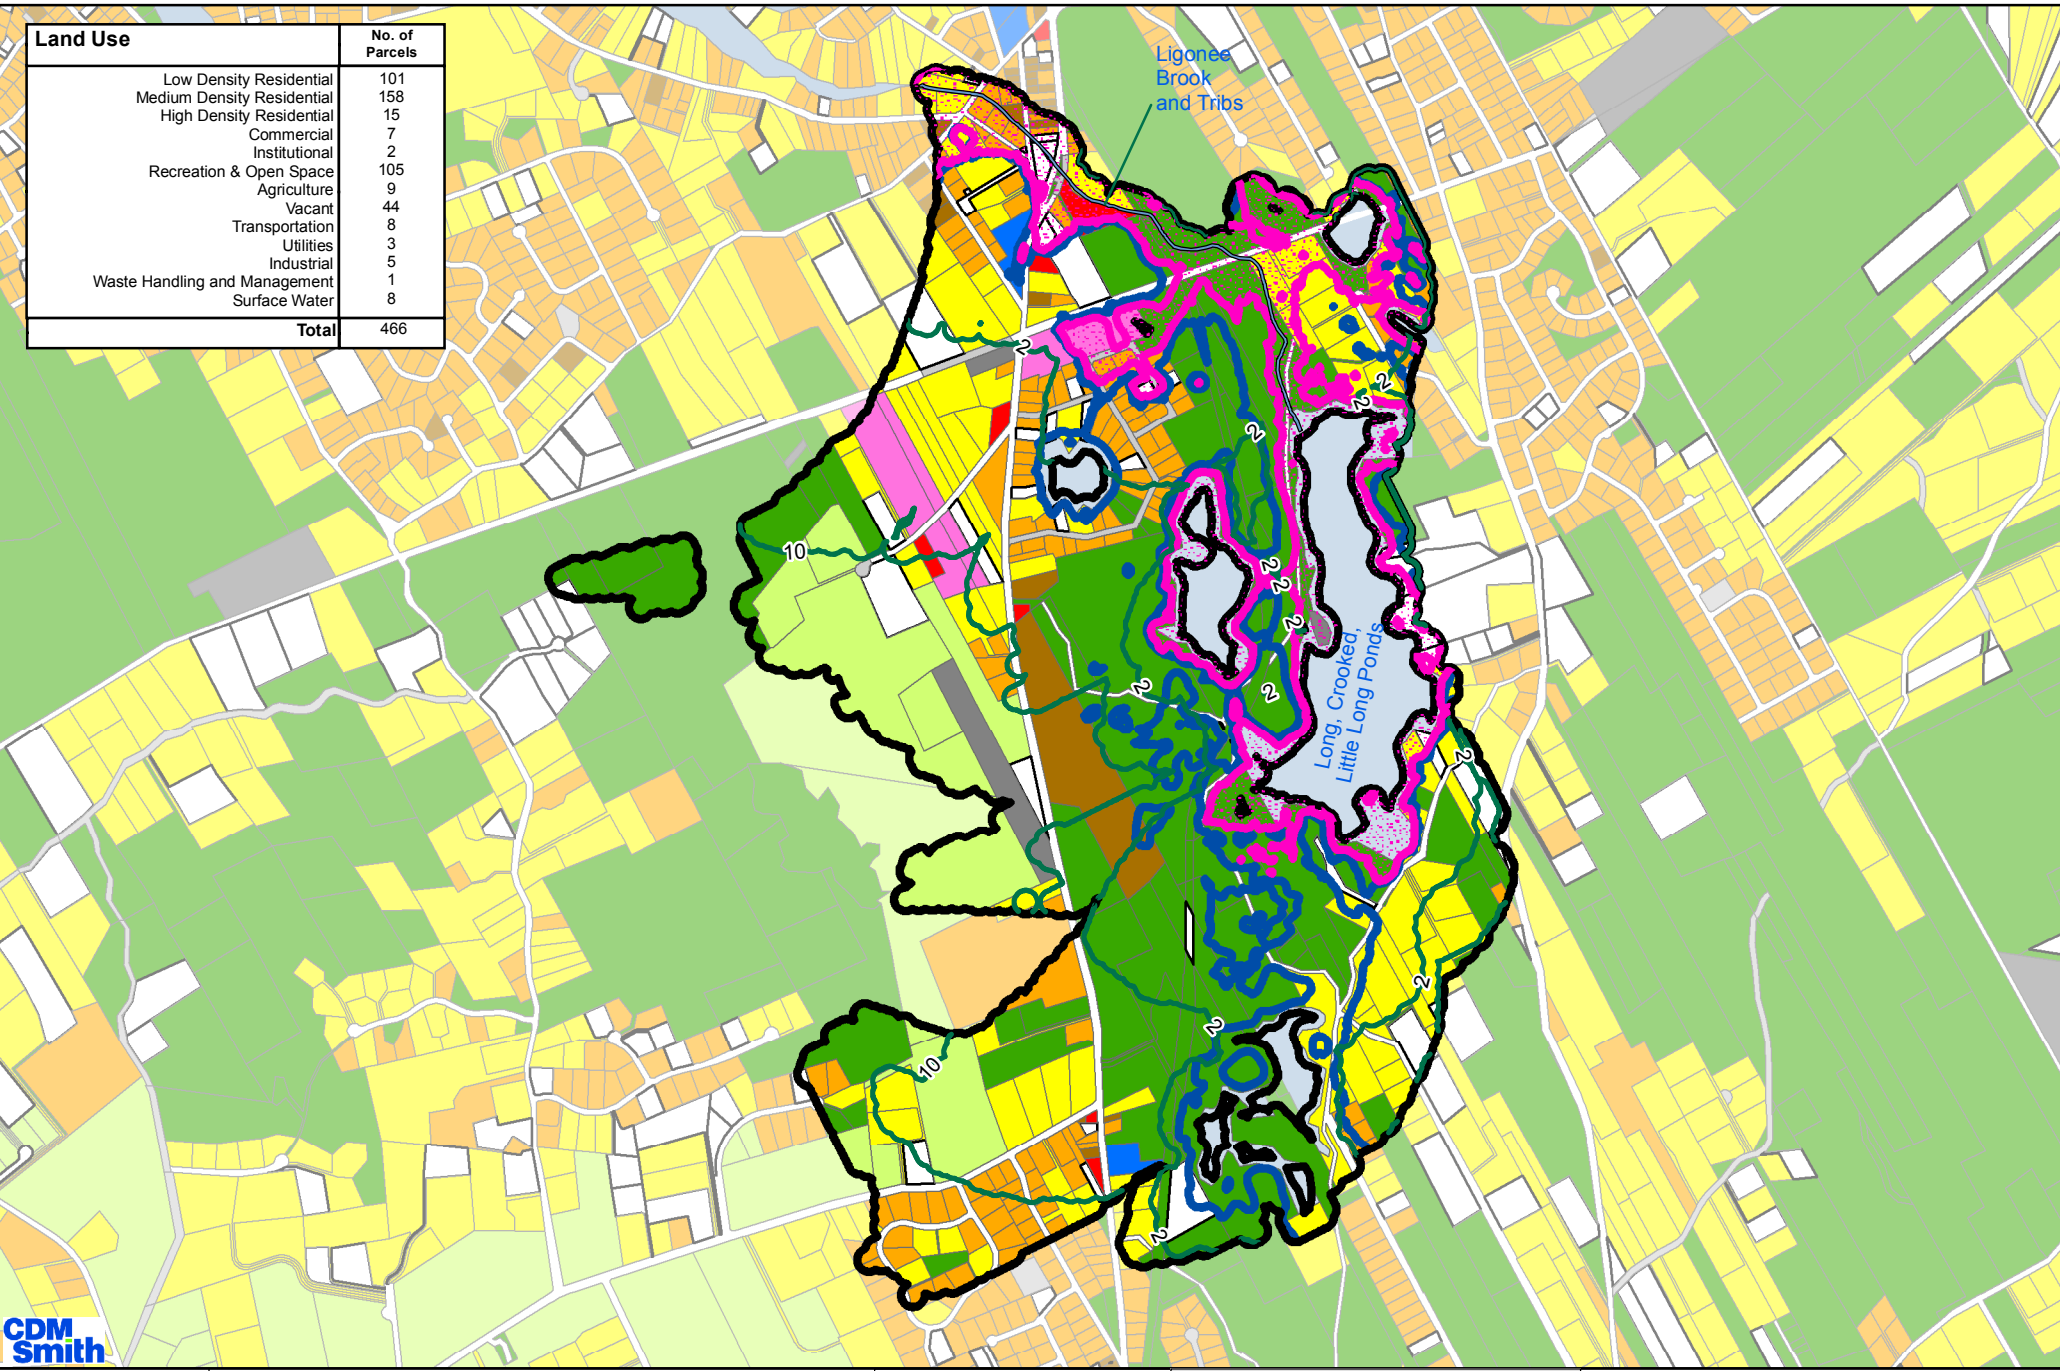 Land Use No. of
Parcels
Low Density Residential 101
Medium Density Residential 158
High Density Residential 15
Commercial 7
Institutional 2
Recreation & Open Space 105
Agriculture 9
Vacant 44
Transportation 8
Utilities 3
Industrial 5
Waste Handling and Management 1
Surface Water 8
Total 466
Ligonee
Brook
and Tribs
2
2
2
2
10
2
2
2
2
2
Long, Crooked,
Little Long Ponds
2
2
2
10
2
CDM
Smith